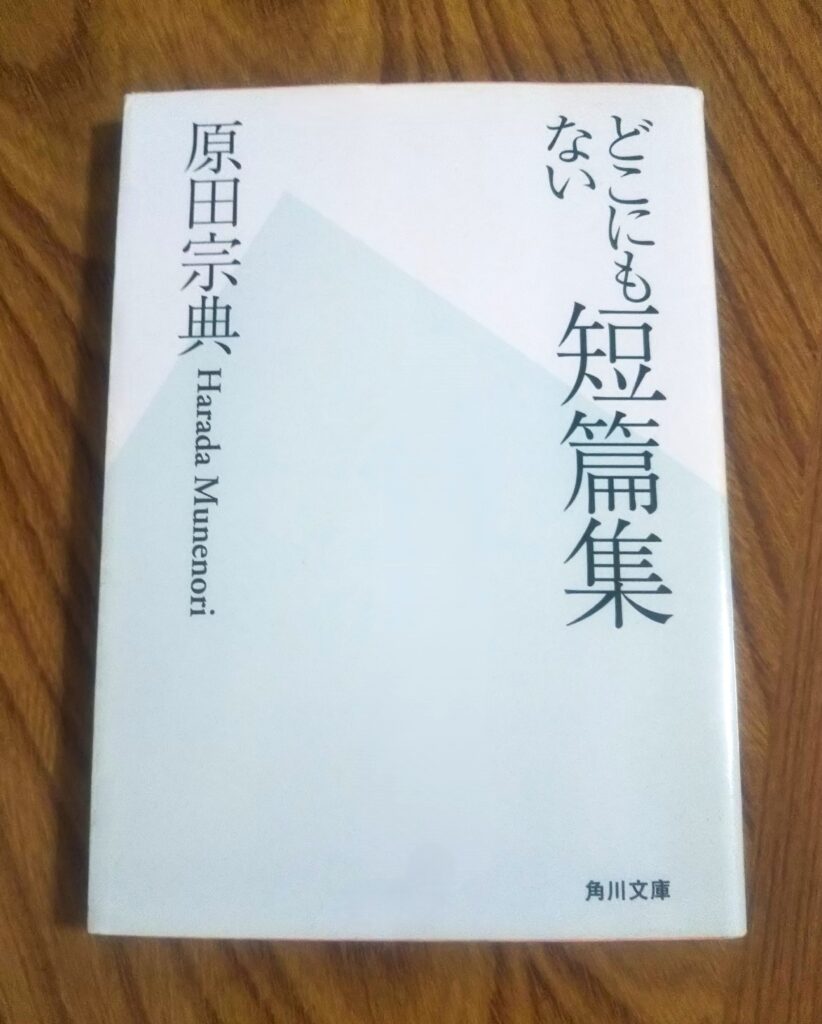 どこにも
ない
短篇集
原田宗典
Harada Munenori
角川文庫